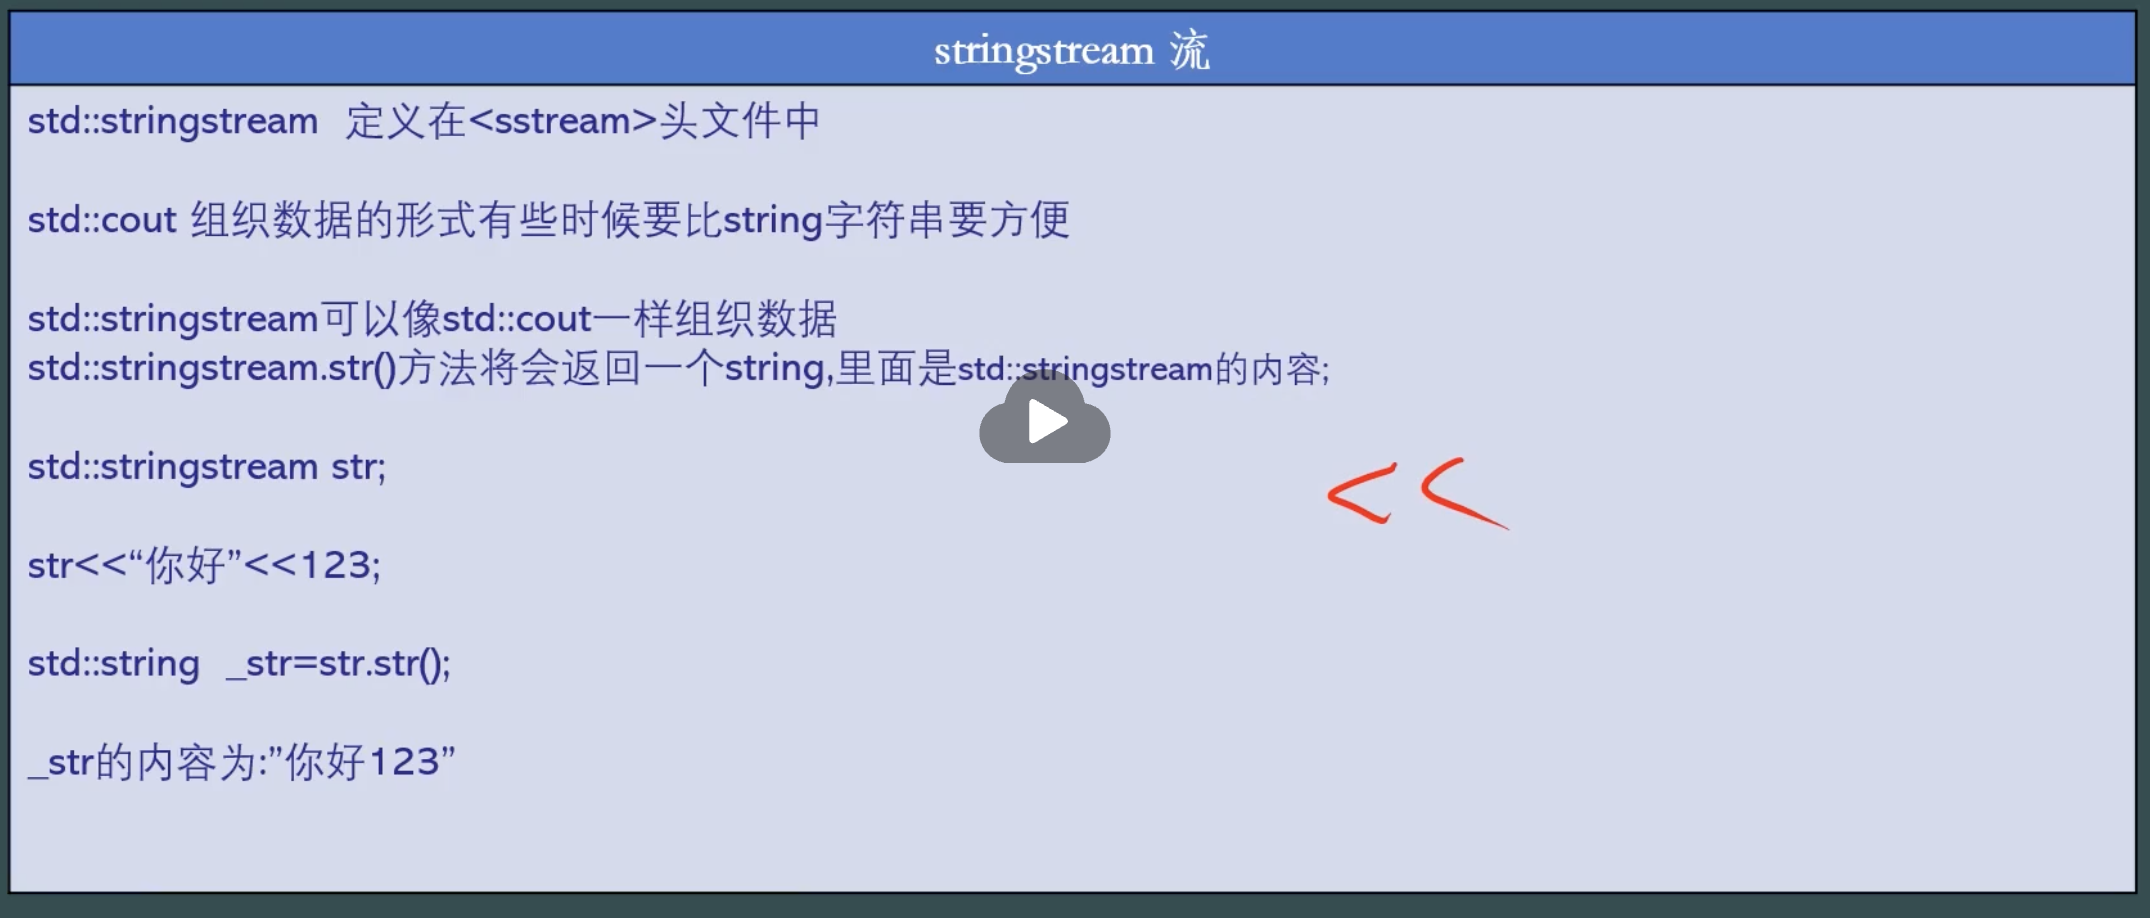 stringstream 流
std::stringstream 定义在<sstream>头文件中
std::cout 组织数据的形式有些时候要比string字符串要方便
std::stringstream可以像std::cout一样组织数据
std::stringstream.str()方法将会返回一个string,里面是std::stringstream的内容;
std::stringstream str;
<<
str<<“你好”<<123;
std::string _str=str.str();
_str的内容为:”你好123”